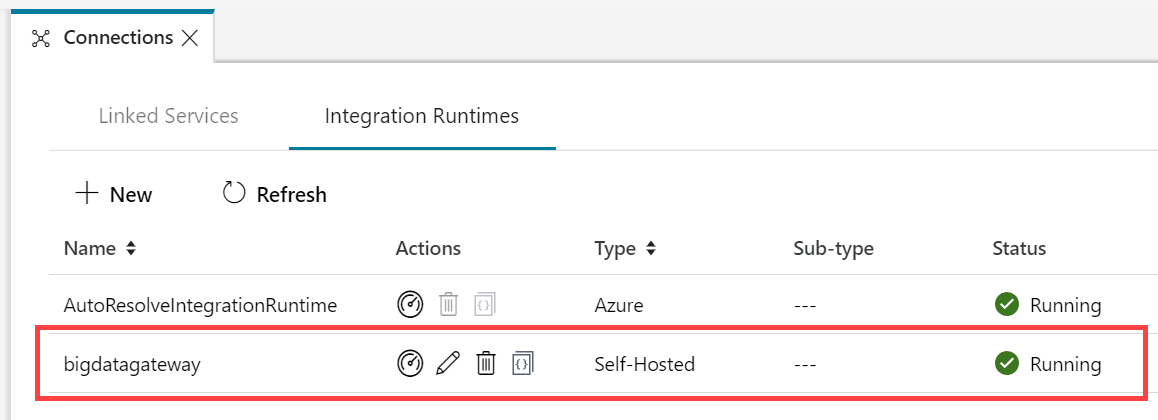 Connections
Linked Services Integration Runtimes
New Refresh
Name Actions Type Sub-type Status
AutoResolveIntegrationRuntime {} Azure --- Running
bigdatagateway {} Self-Hosted --- Running